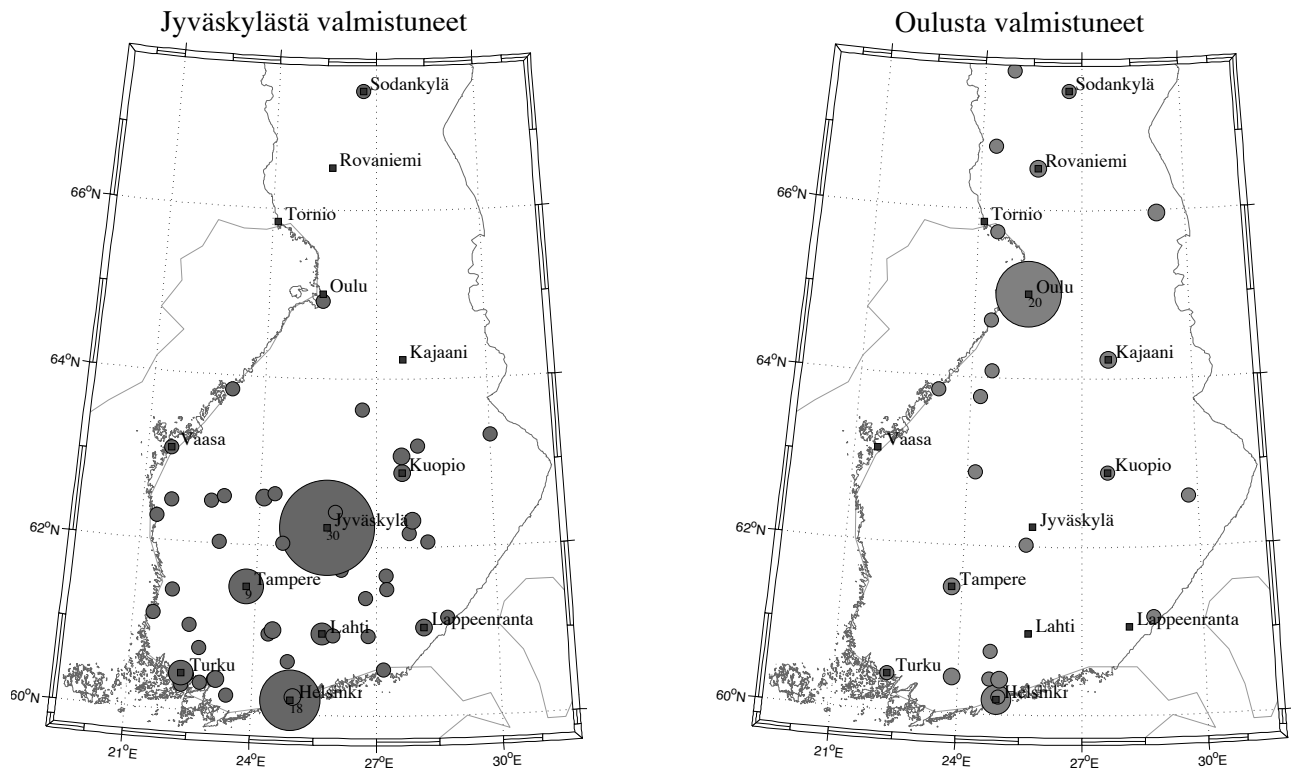 Jyväskylästä valmistuneet
Sodankylä
Rovaniemi
66°N
Tornio
Oulu
64°N
Kajaani
Vaasa
Kuopio
62°N
Jyväskylä
30
Tampere
9
Lahti
Lappeenranta
Turku
60°N
Helsinki
18
21°E
24°E
27°E
30°E
Oulusta valmistuneet
Sodankylä
Rovaniemi
66°N
Tornio
Oulu
20
64°N
Kajaani
Vaasa
Kuopio
62°N
Jyväskylä
Tampere
Lahti
Lappeenranta
Turku
60°N
Helsinki
21°E
24°E
27°E
30°E